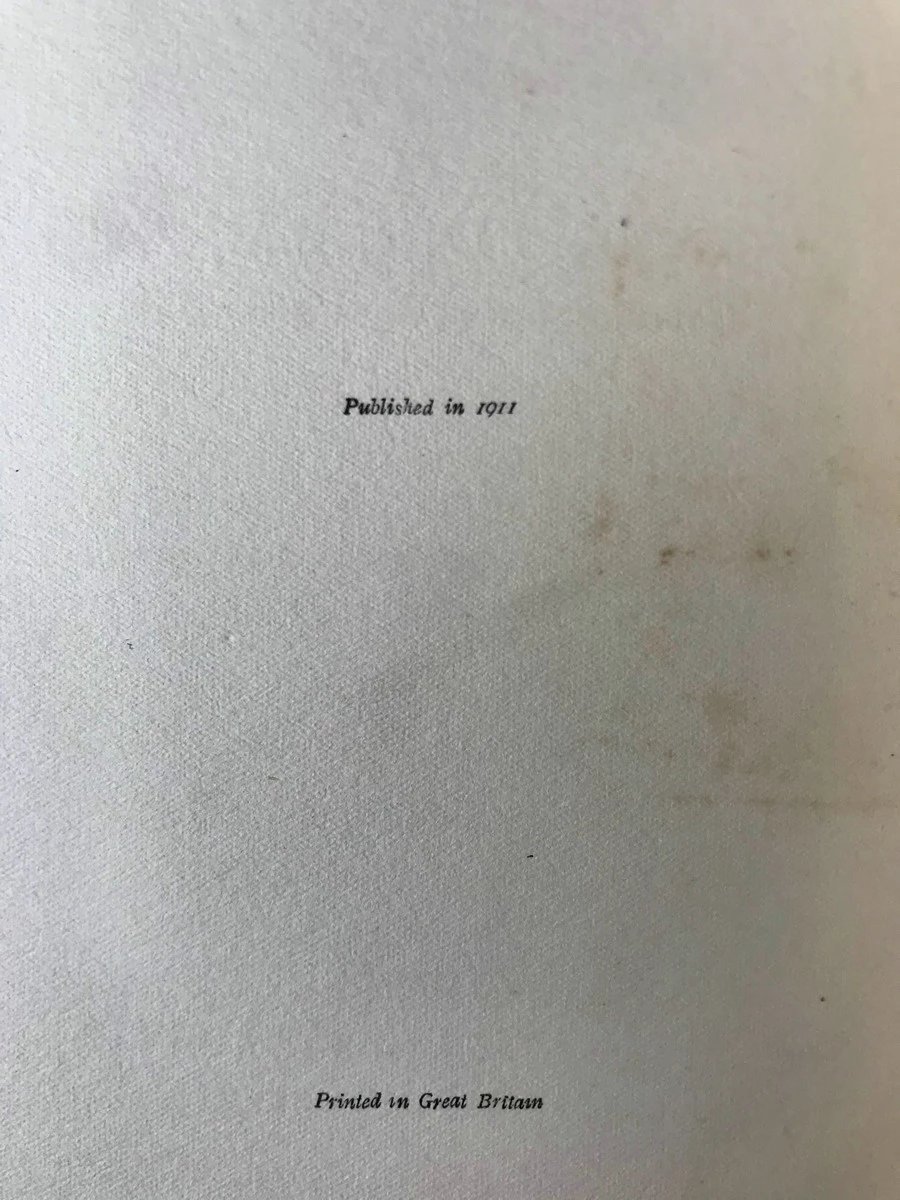 Published in 1911
Printed in Great Britain